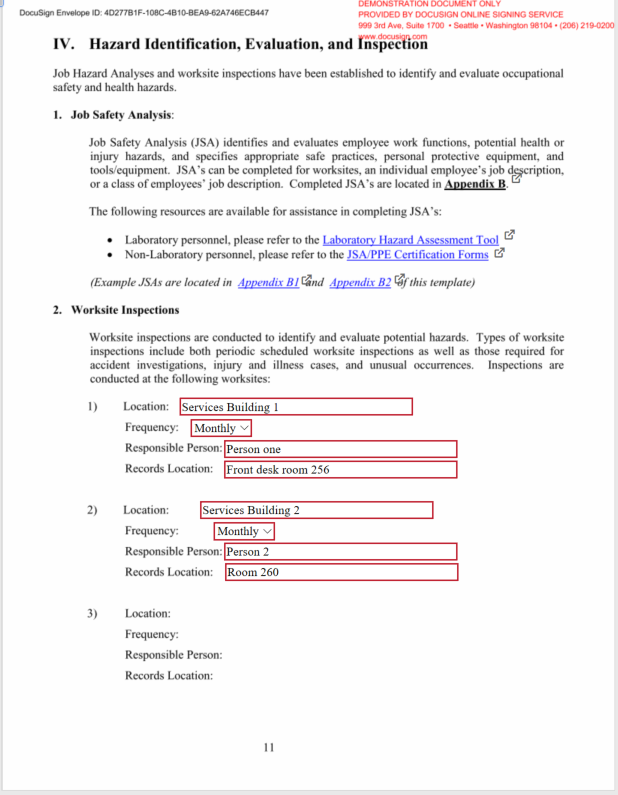 DocuSign Envelope ID: 4D277B1F-108C-4B10-BEA9-62A746ECB447
DEMONSTRATION DOCUMENT ONLY
PROVIDED BY DOCUSIGN ONLINE SIGNING SERVICE
999 3rd Ave, Suite 1700 • Seattle • Washington 98104 • (206) 219-0200
www.docusign.com
IV. Hazard Identification, Evaluation, and Inspection
Job Hazard Analyses and worksite inspections have been established to identify and evaluate occupational
safety and health hazards.
1. Job Safety Analysis:
Job Safety Analysis (JSA) identifies and evaluates employee work functions, potential health or
injury hazards, and specifies appropriate safe practices, personal protective equipment, and
tools/equipment. JSA's can be completed for worksites, an individual employee's job description,
or a class of employees' job description. Completed JSA's are located in Appendix B.
The following resources are available for assistance in completing JSA's:
• Laboratory personnel, please refer to the Laboratory Hazard Assessment Tool
• Non-Laboratory personnel, please refer to the JSA/PPE Certification Forms
(Example JSAs are located in Appendix B1 and Appendix B2 of this template)
2. Worksite Inspections
Worksite inspections are conducted to identify and evaluate potential hazards. Types of worksite
inspections include both periodic scheduled worksite inspections as well as those required for
accident investigations, injury and illness cases, and unusual occurrences. Inspections are
conducted at the following worksites:
1) Location: Services Building 1
Frequency: Monthly
Responsible Person: Person one
Records Location: Front desk room 256
2) Location: Services Building 2
Frequency: Monthly
Responsible Person: Person 2
Records Location: Room 260
3) Location:
Frequency:
Responsible Person:
Records Location:
11